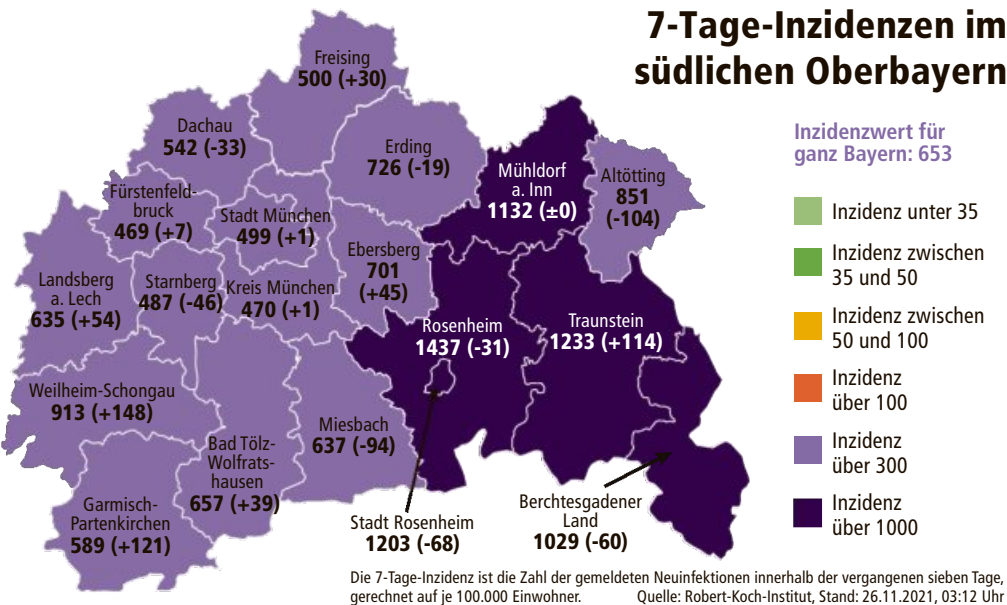 7-Tage-Inzidenzen im
südlichen Oberbayern
Inzidenzwert für
ganz Bayern: 653
Inzidenz unter 35
Inzidenz zwischen
35 und 50
Inzidenz zwischen
50 und 100
Inzidenz
über 100
Inzidenz
über 300
Inzidenz
über 1000
Freising
500 (+30)
Dachau
542 (-33)
Erding
726 (-19)
Mühldorf
a. Inn
1132 (±0)
Altötting
851
(-104)
Fürstenfeld-
bruck
469 (+7)
Stadt München
499 (+1)
Ebersberg
701
(+45)
Landsberg
a. Lech
635 (+54)
Starnberg
487 (-46)
Kreis München
470 (+1)
Rosenheim
1437 (-31)
Traunstein
1233 (+114)
Weilheim-Schongau
913 (+148)
Miesbach
637 (-94)
Bad Tölz-
Wolfrats-
hausen
657 (+39)
Garmisch-
Partenkirchen
589 (+121)
Stadt Rosenheim
1203 (-68)
Berchtesgadener
Land
1029 (-60)
Die 7-Tage-Inzidenz ist die Zahl der gemeldeten Neuinfektionen innerhalb der vergangenen sieben Tage,
gerechnet auf je 100.000 Einwohner. Quelle: Robert-Koch-Institut, Stand: 26.11.2021, 03:12 Uhr